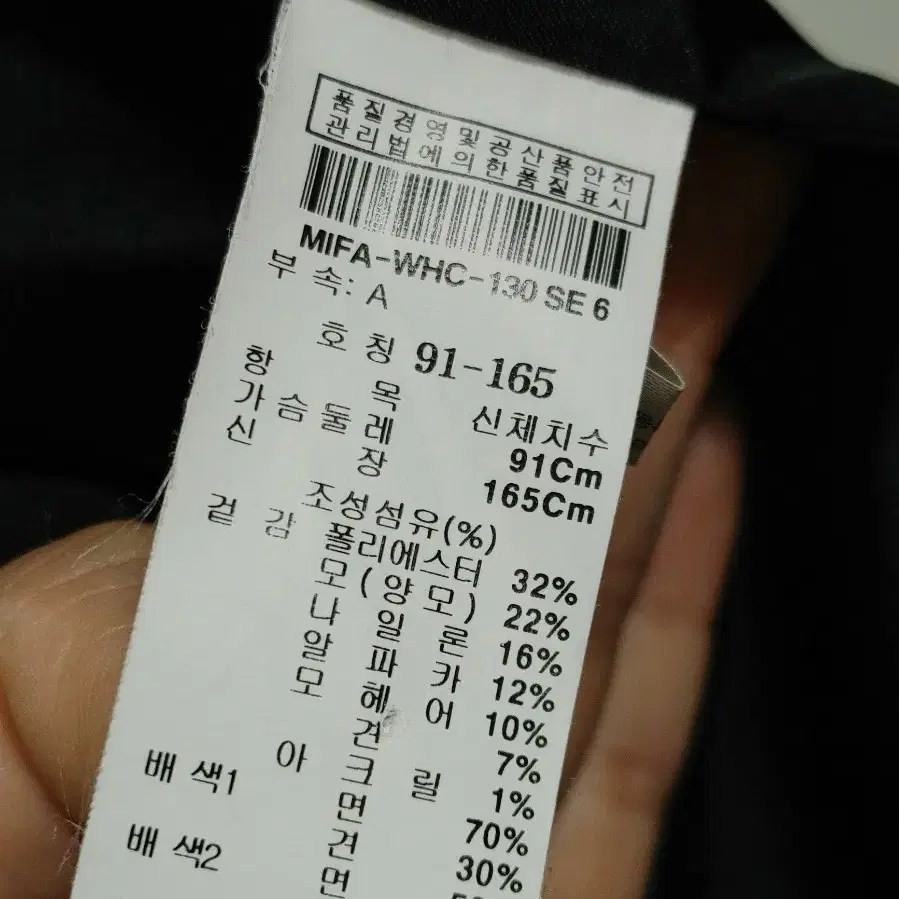 품질경영및공산품안전
관리법에의한품질표시
MIFA-WHC-130 SE 6
부 속: A
호 칭 91-165
항 목 신체치수
가 슴 둘 레 91Cm
신 장 165Cm
조성섬유(%)
겉 감 폴리에스터 32%
모(양모) 22%
나 일 론 16%
알 파 카 12%
모 헤 어 10%
견 7%
아 크 릴 1%
배 색1 면 70%
견 30%
배 색2 면